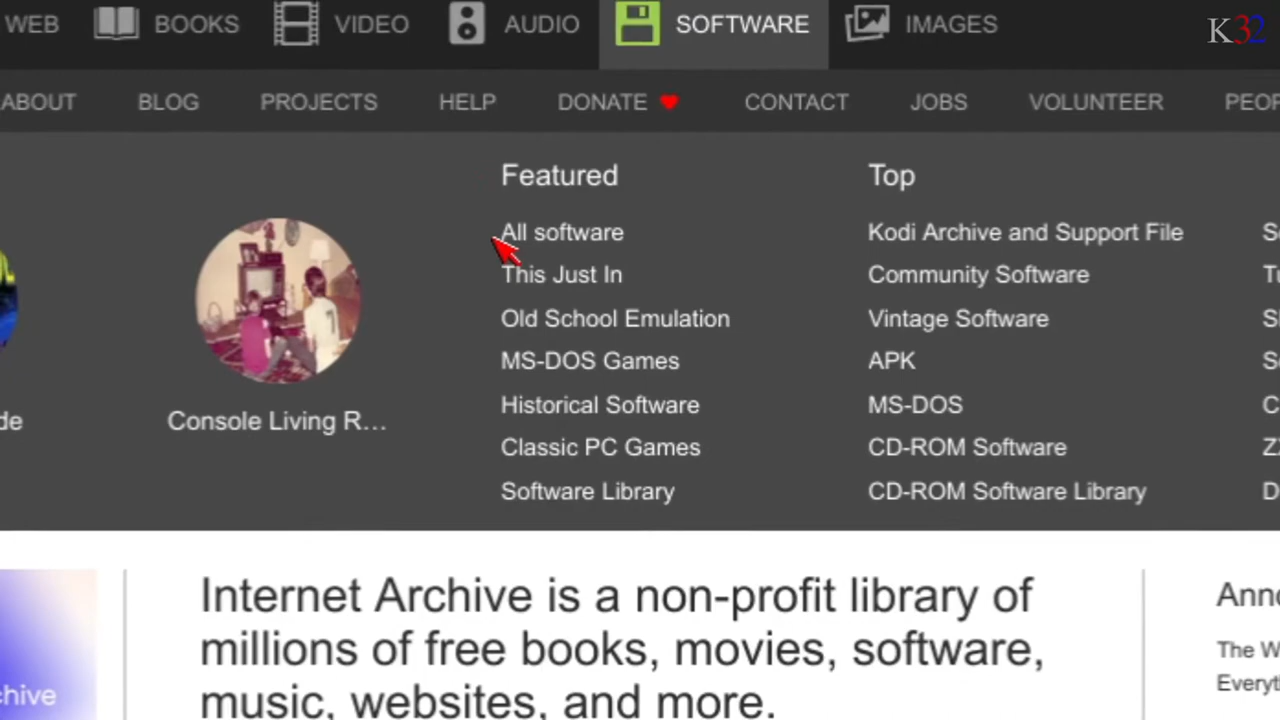 WEB BOOKS VIDEO AUDIO SOFTWARE IMAGES K32
ABOUT BLOG PROJECTS HELP DONATE CONTACT JOBS VOLUNTEER
Featured Top
All software Kodi Archive and Support File
This Just In Community Software
Old School Emulation Vintage Software
MS-DOS Games APK
Historical Software MS-DOS
Console Living R…
Classic PC Games CD-ROM Software
Software Library CD-ROM Software Library
Internet Archive is a non-profit library of
millions of free books, movies, software,
music, websites, and more.
The W